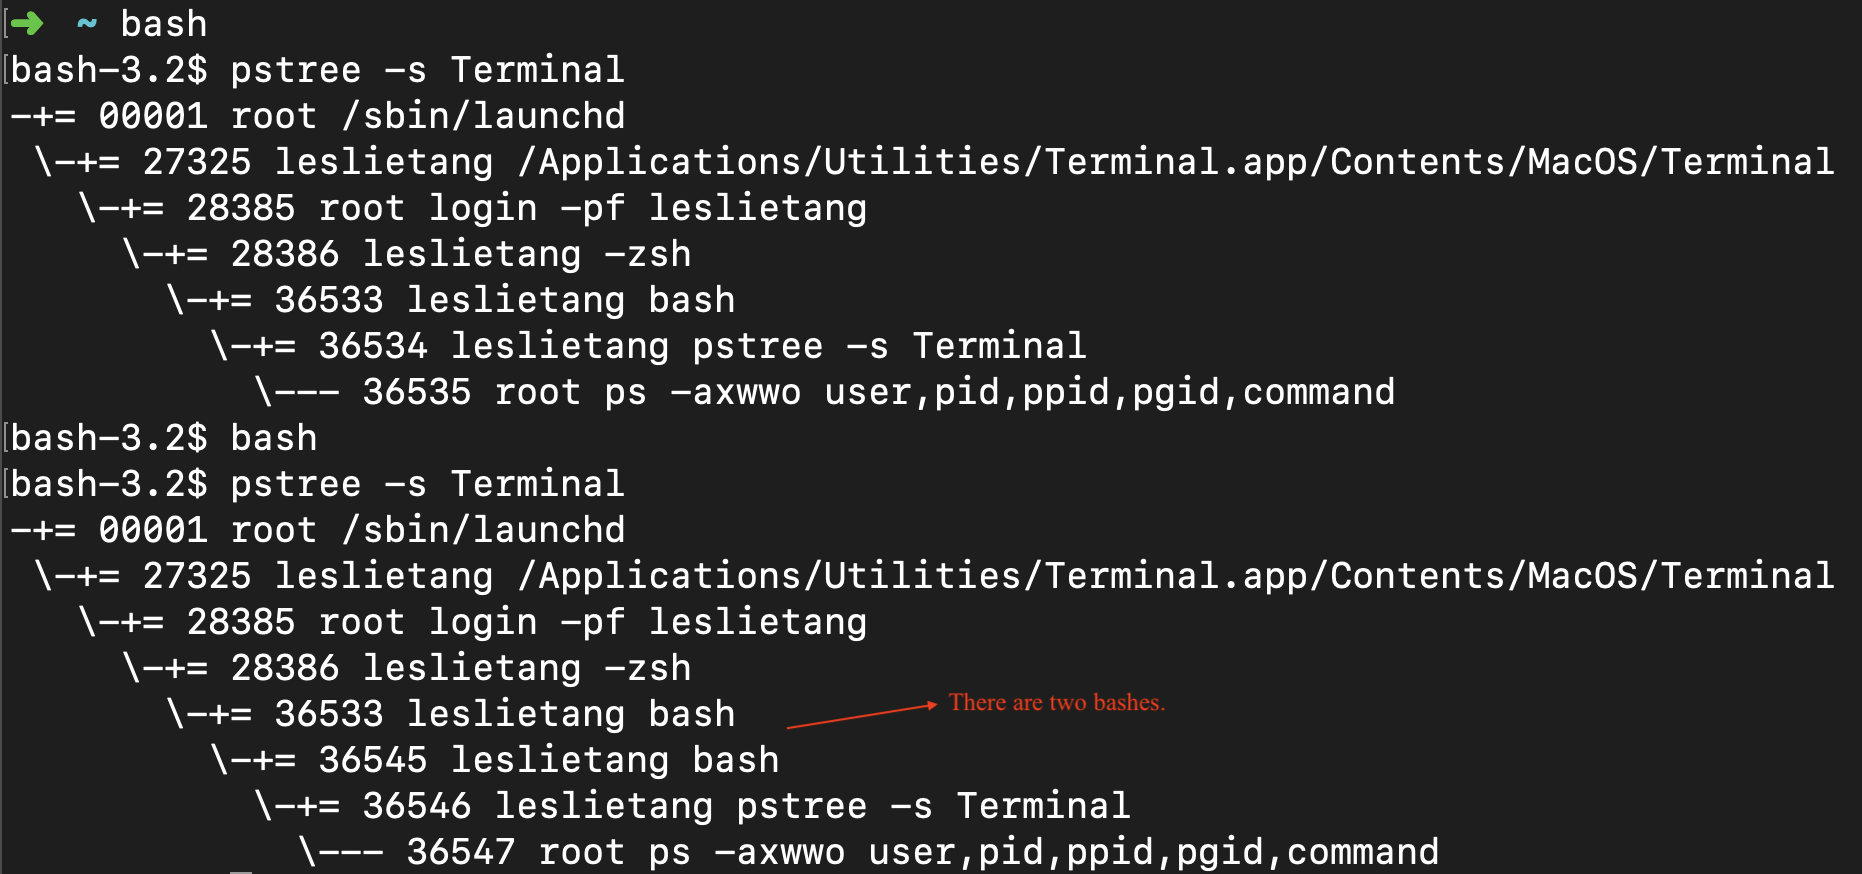 ➜ ~ bash
bash-3.2$ pstree -s Terminal
-+= 00001 root /sbin/launchd
\-+= 27325 leslietang /Applications/Utilities/Terminal.app/Contents/MacOS/Terminal
\-+= 28385 root login -pf leslietang
\-+= 28386 leslietang -zsh
\-+= 36533 leslietang bash
\-+= 36534 leslietang pstree -s Terminal
\--- 36535 root ps -axwwo user,pid,ppid,pgid,command
bash-3.2$ bash
bash-3.2$ pstree -s Terminal
-+= 00001 root /sbin/launchd
\-+= 27325 leslietang /Applications/Utilities/Terminal.app/Contents/MacOS/Terminal
\-+= 28385 root login -pf leslietang
\-+= 28386 leslietang -zsh
\-+= 36533 leslietang bash
There are two bashes.
\-+= 36545 leslietang bash
\-+= 36546 leslietang pstree -s Terminal
\--- 36547 root ps -axwwo user,pid,ppid,pgid,command